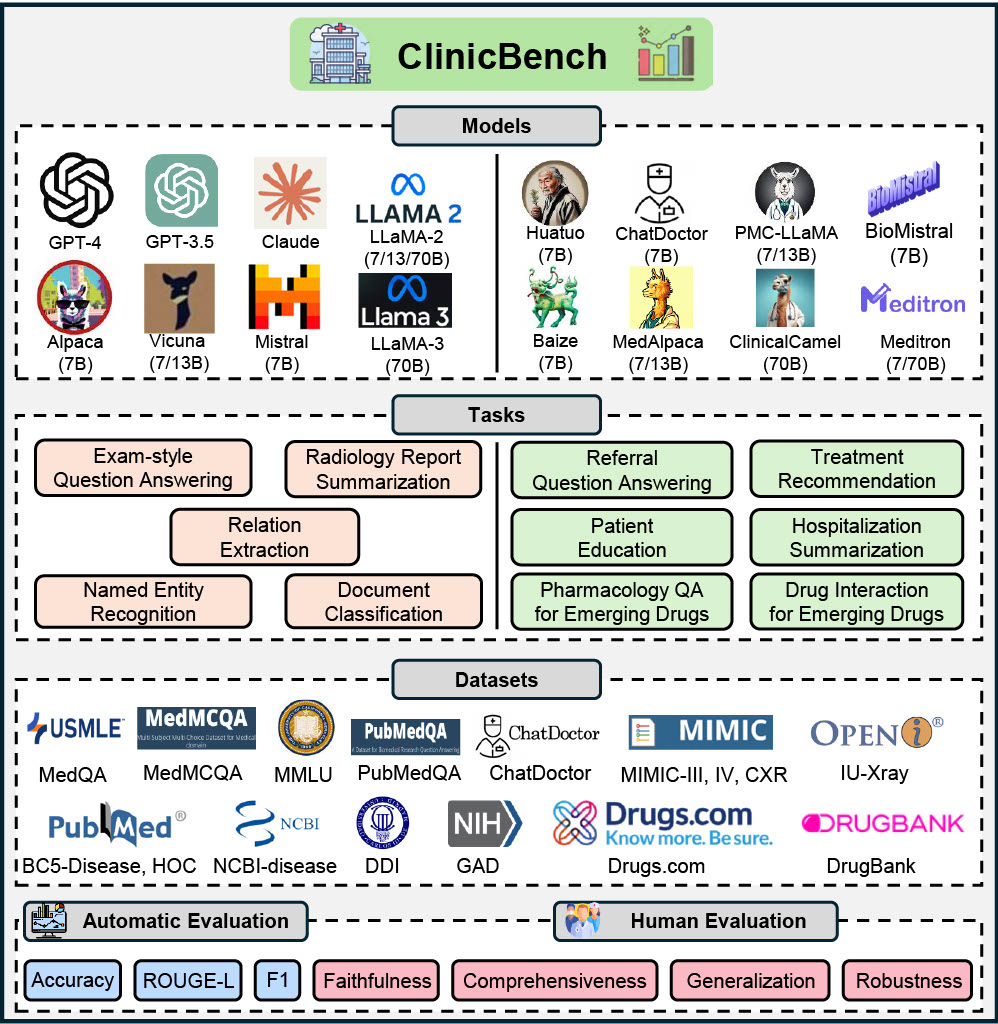 ClinicBench
Models
GPT-4
GPT-3.5
Claude
LLAMA 2
LLaMA-2
(7/13/70B)
Huatuo
(7B)
ChatDoctor
(7B)
PMC-LLaMA
(7/13B)
BioMistral
BioMistral
(7B)
Alpaca
(7B)
Vicuna
(7/13B)
Mistral
(7B)
Llama 3
LLaMA-3
(70B)
Baize
(7B)
MedAlpaca
(7/13B)
ClinicalCamel
(70B)
Meditron
Meditron
(7/70B)
Tasks
Exam-style
Question Answering
Radiology Report
Summarization
Relation
Extraction
Named Entity
Recognition
Document
Classification
Referral
Question Answering
Treatment
Recommendation
Patient
Education
Hospitalization
Summarization
Pharmacology QA
for Emerging Drugs
Drug Interaction
for Emerging Drugs
Datasets
USMLE
MedQA
MedMCQA
Multi-Subject Multi-Choice Dataset for Medical
domain
MedMCQA
MMLU
PubMedQA
A Dataset for Biomedical Research Question Answering
PubMedQA
ChatDoctor
ChatDoctor
MIMIC
MIMIC-III, IV, CXR
OPEN i®
IU-Xray
PubMed®
BC5-Disease, HOC
NCBI
NCBI-disease
DDI
NIH
GAD
Drugs.com
Know more. Be sure.
Drugs.com
DRUGBANK
DrugBank
Automatic Evaluation
Human Evaluation
Accuracy
ROUGE-L
F1
Faithfulness
Comprehensiveness
Generalization
Robustness